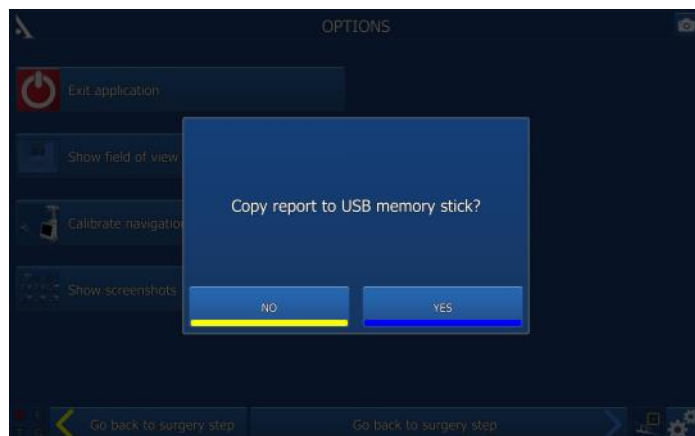 OPTIONS
Exit application
Show field of view
Copy report to USB memory stick?
Calibrate navigation
Show screenshots
NO
YES
Go back to surgery step
Go back to surgery step